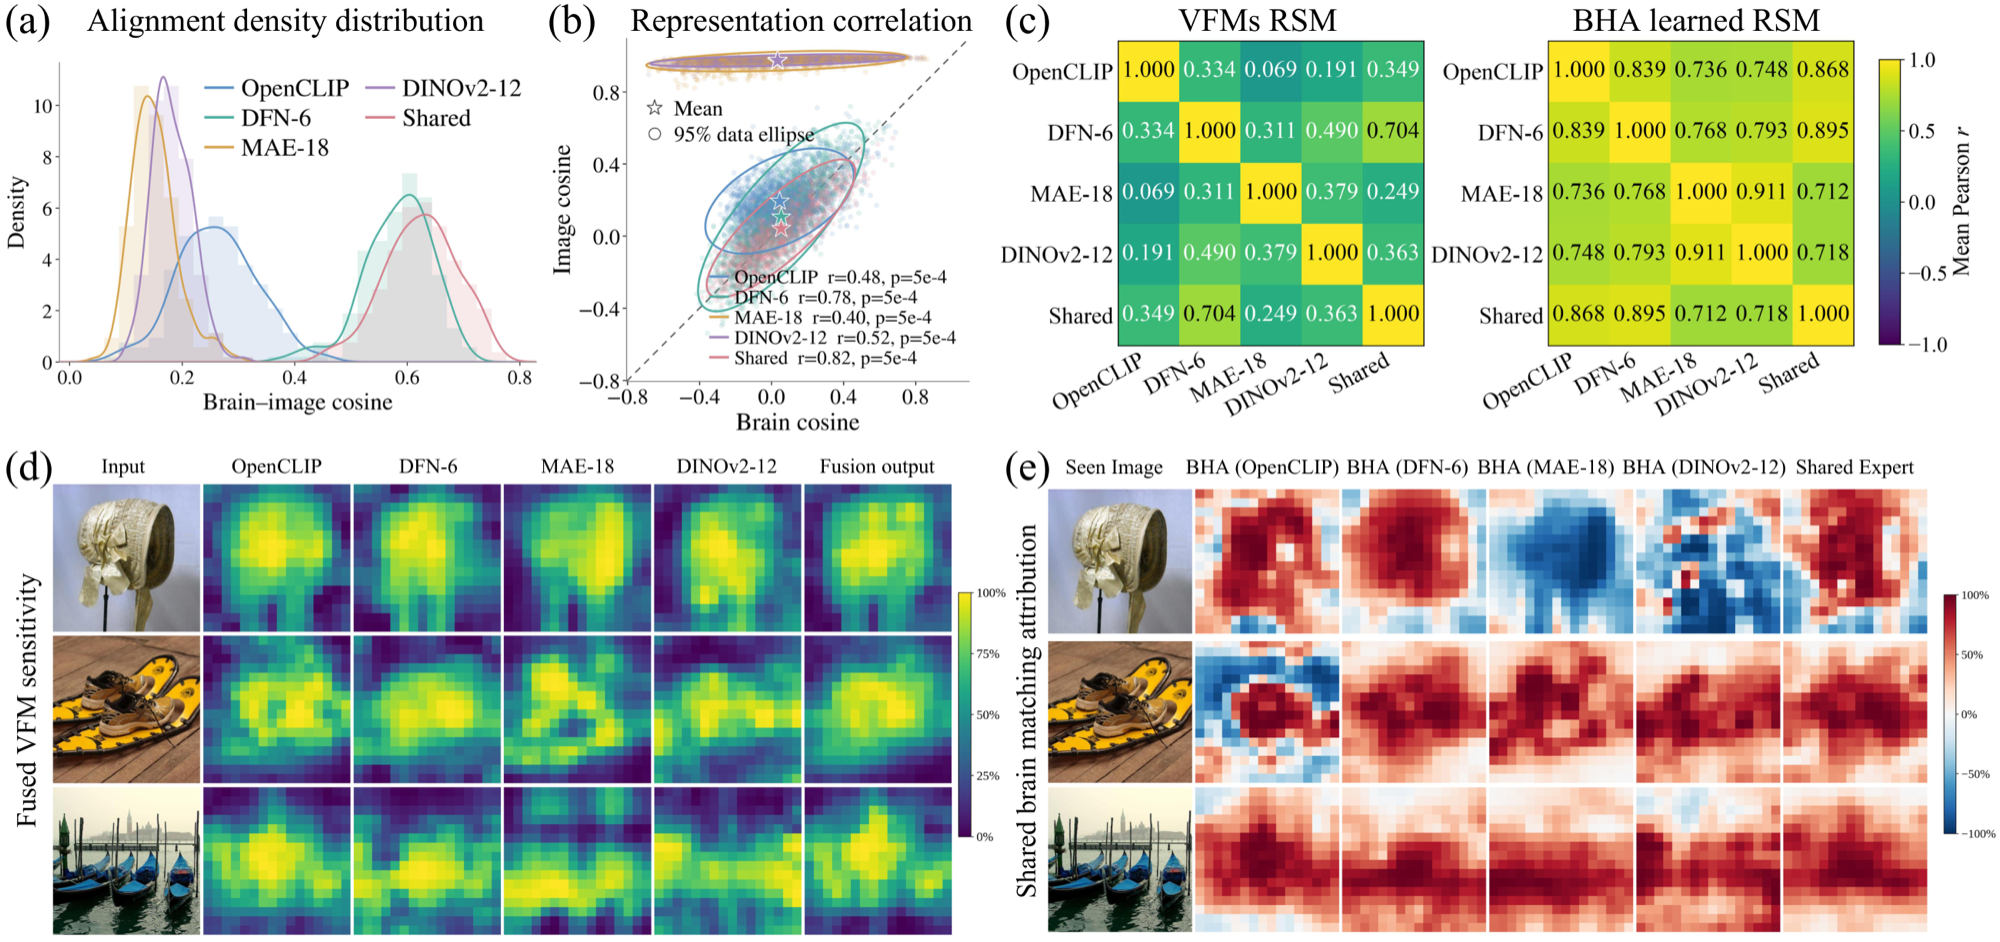 (a) Alignment density distribution
Density
10
8
6
4
2
0
0.0 0.2 0.4 0.6 0.8
Brain–image cosine
OpenCLIP
DFN-6
MAE-18
DINOv2-12
Shared
(b) Representation correlation
Image cosine
0.8
0.4
0.0
−0.4
−0.8
−0.8 −0.4 0.0 0.4 0.8
Brain cosine
Mean
95% data ellipse
OpenCLIP r=0.48, p=5e-4
DFN-6 r=0.78, p=5e-4
MAE-18 r=0.40, p=5e-4
DINOv2-12 r=0.52, p=5e-4
Shared r=0.82, p=5e-4
(c) VFMs RSM
OpenCLIP 1.000 0.334 0.069 0.191 0.349
DFN-6 0.334 1.000 0.311 0.490 0.704
MAE-18 0.069 0.311 1.000 0.379 0.249
DINOv2-12 0.191 0.490 0.379 1.000 0.363
Shared 0.349 0.704 0.249 0.363 1.000
OpenCLIP DFN-6 MAE-18 DINOv2-12 Shared
BHA learned RSM
OpenCLIP 1.000 0.839 0.736 0.748 0.868
DFN-6 0.839 1.000 0.768 0.793 0.895
MAE-18 0.736 0.768 1.000 0.911 0.712
DINOv2-12 0.748 0.793 0.911 1.000 0.718
Shared 0.868 0.895 0.712 0.718 1.000
OpenCLIP DFN-6 MAE-18 DINOv2-12 Shared
1.0
0.5
0.0
−0.5
−1.0
Mean Pearson r
(d) Input OpenCLIP DFN-6 MAE-18 DINOv2-12 Fusion output
Fused VFM sensitivity
100%
75%
50%
25%
0%
(e) Seen Image BHA (OpenCLIP) BHA (DFN-6) BHA (MAE-18) BHA (DINOv2-12) Shared Expert
Shared brain matching attribution
100%
50%
0%
−50%
−100%